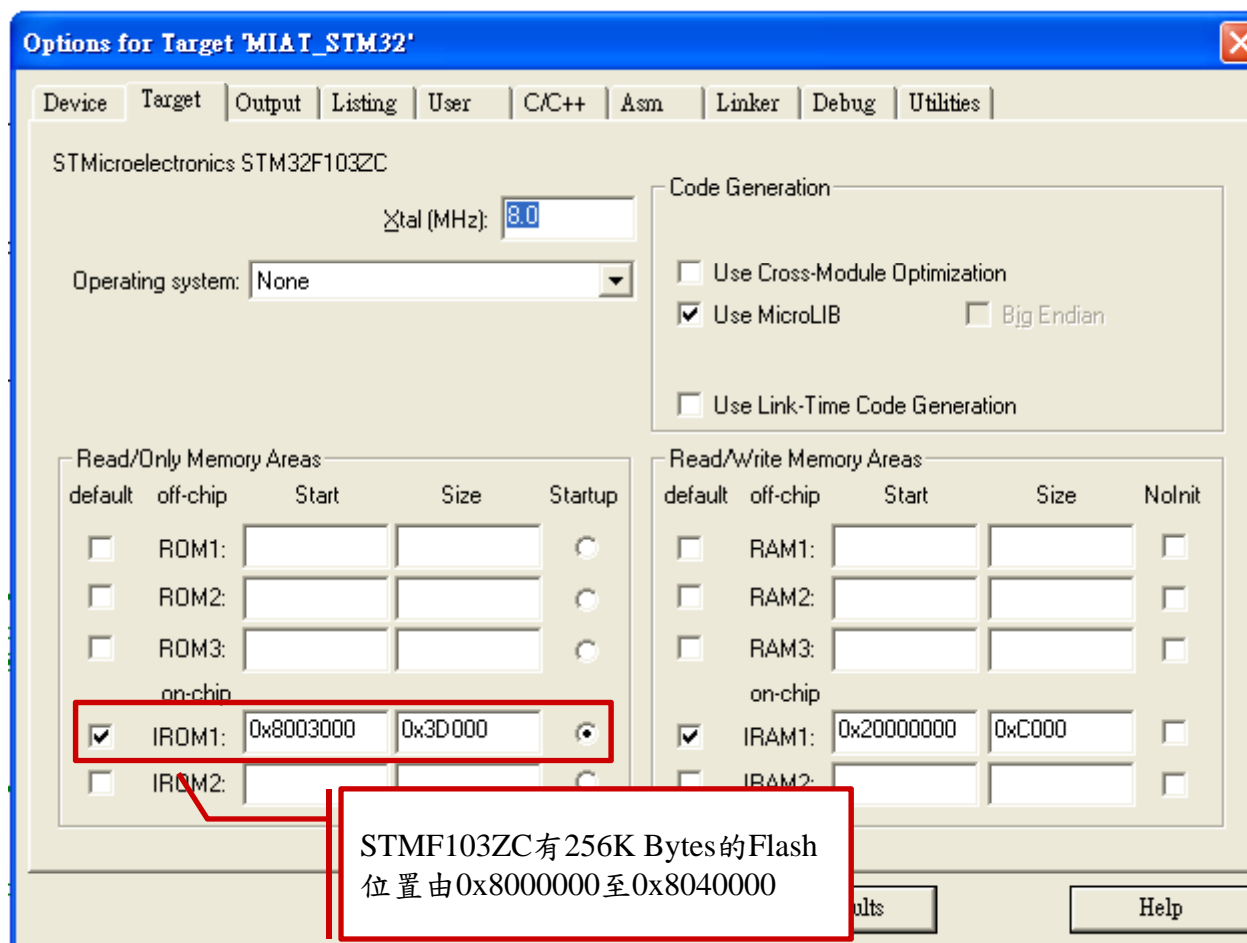 Options for Target 'MIAT_STM32'
Device Target Output Listing User C/C++ Asm Linker Debug Utilities
STMicroelectronics STM32F103ZC
Xtal (MHz): 8.0
Operating system: None
Code Generation
Use Cross-Module Optimization
Use MicroLIB Big Endian
Use Link-Time Code Generation
Read/Only Memory Areas
default off-chip Start Size Startup
ROM1:
ROM2:
ROM3:
on-chip
IROM1: 0x8003000 0x3D000
IROM2:
Read/Write Memory Areas
default off-chip Start Size NoInit
RAM1:
RAM2:
RAM3:
on-chip
IRAM1: 0x20000000 0xC000
IRAM2:
STMF103ZC有256K Bytes的Flash
位置由0x8000000至0x8040000
ults Help